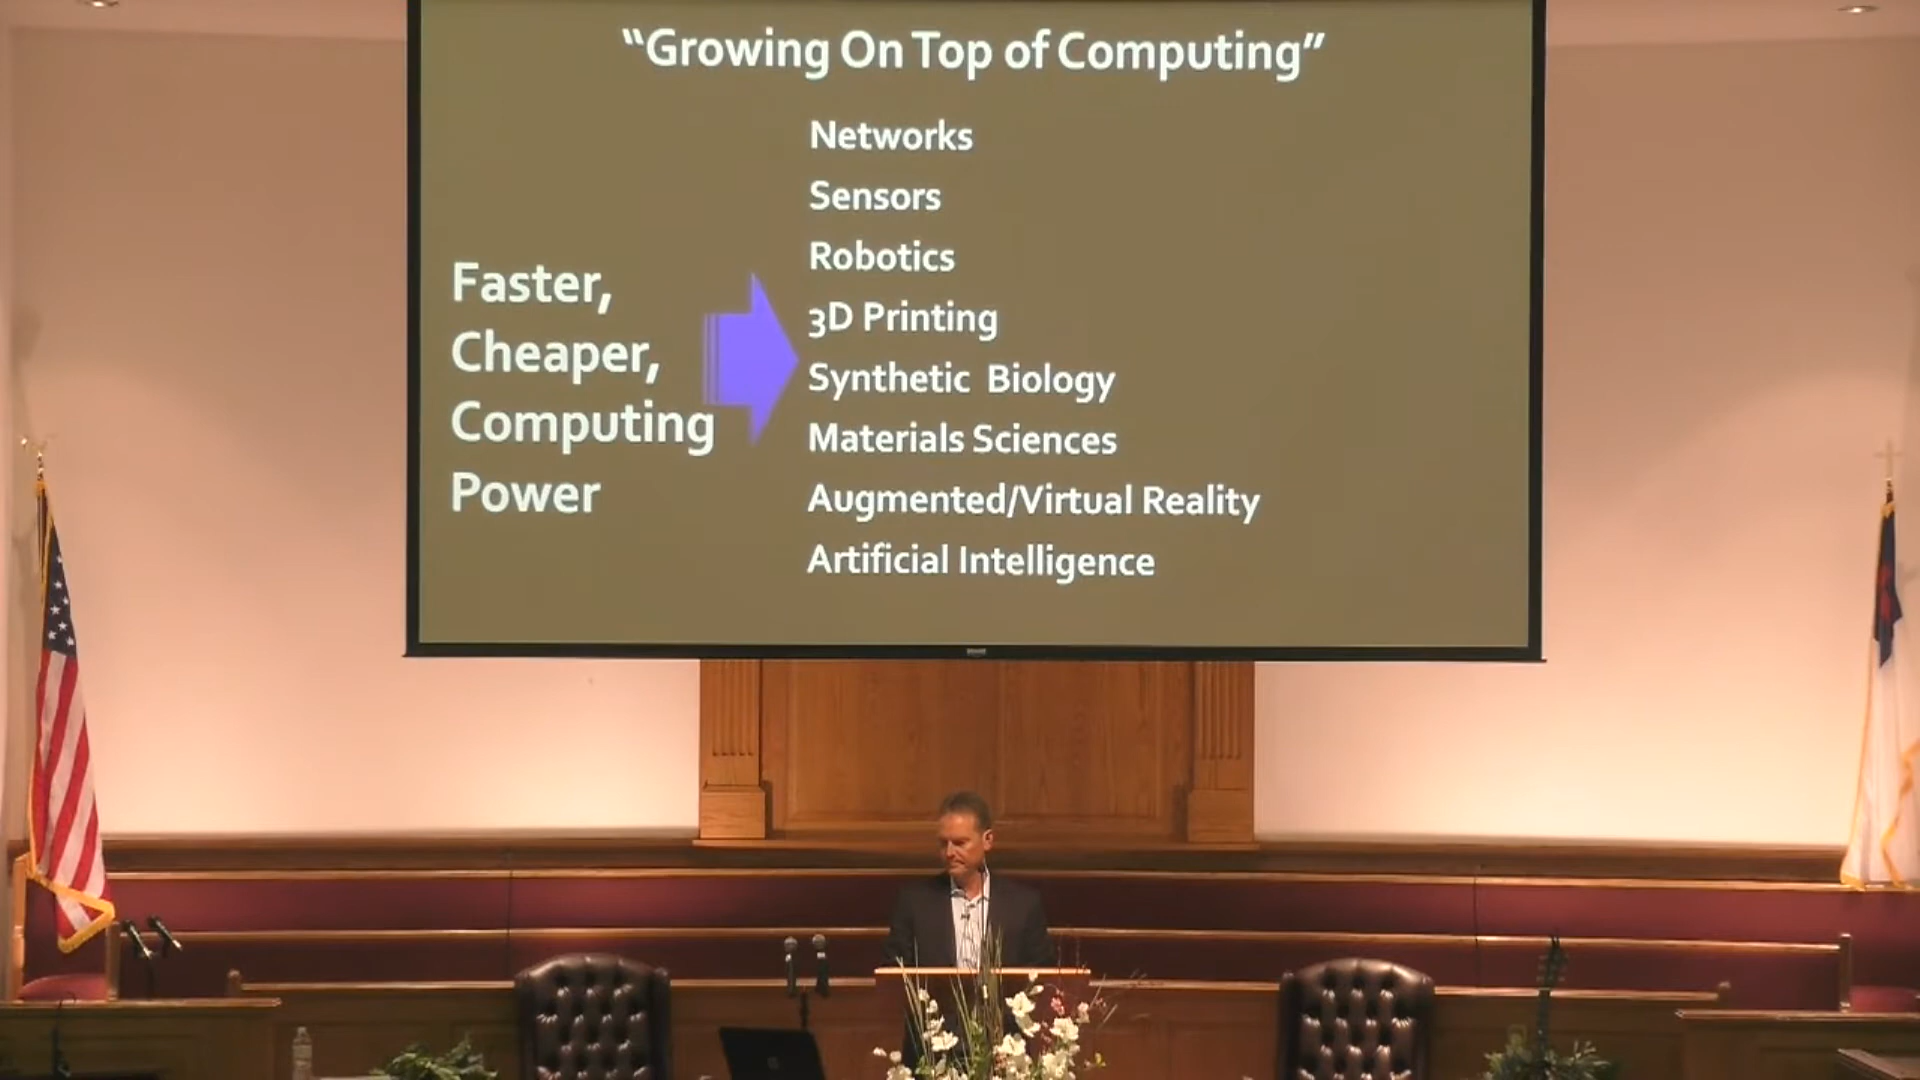 “Growing On Top of Computing”
Faster,
Cheaper,
Computing
Power
Networks
Sensors
Robotics
3D Printing
Synthetic Biology
Materials Sciences
Augmented/Virtual Reality
Artificial Intelligence